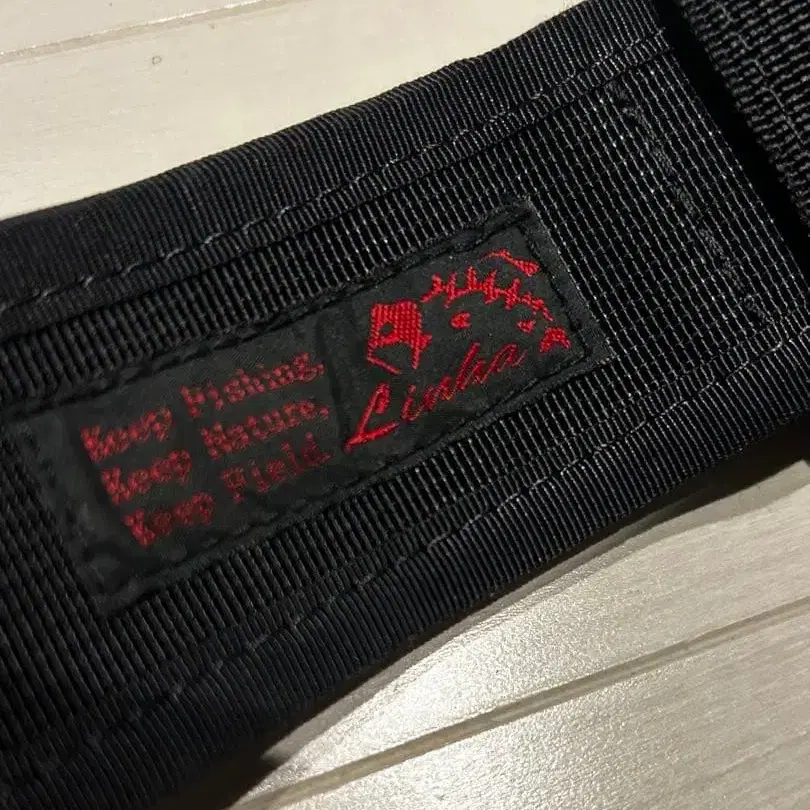 Keep Fishing,
Keep Nature,
Keep Field.
Linha